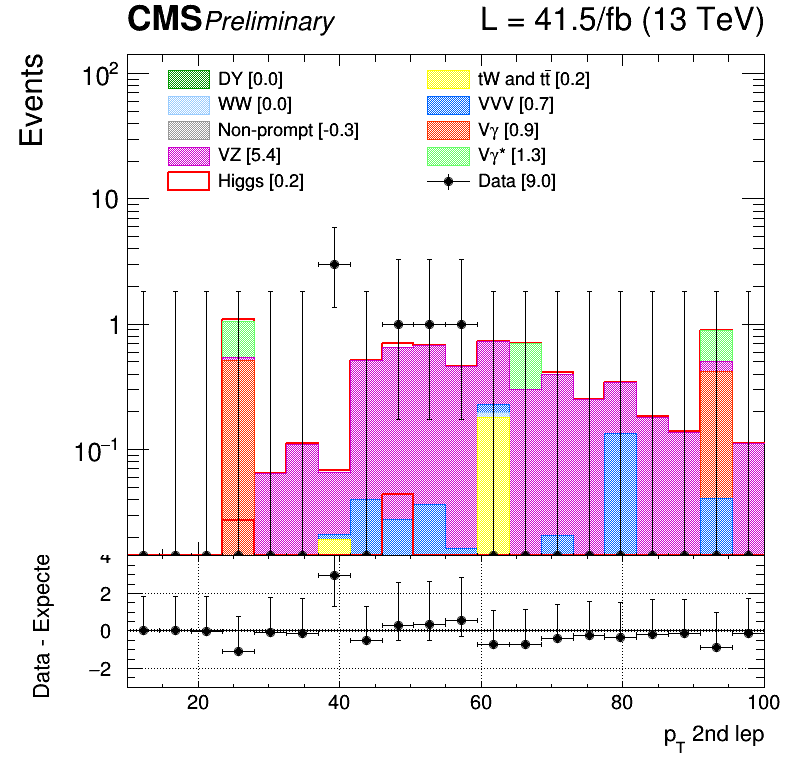 CMS Preliminary L = 41.5/fb (13 TeV)
Events
10²
10
1
10⁻¹
DY [0.0]
WW [0.0]
Non-prompt [-0.3]
VZ [5.4]
Higgs [0.2]
tW and tt̄ [0.2]
VVV [0.7]
Vγ [0.9]
Vγ* [1.3]
Data [9.0]
Data - Expecte
4
2
0
−2
20 40 60 80 100
p_T 2nd lep